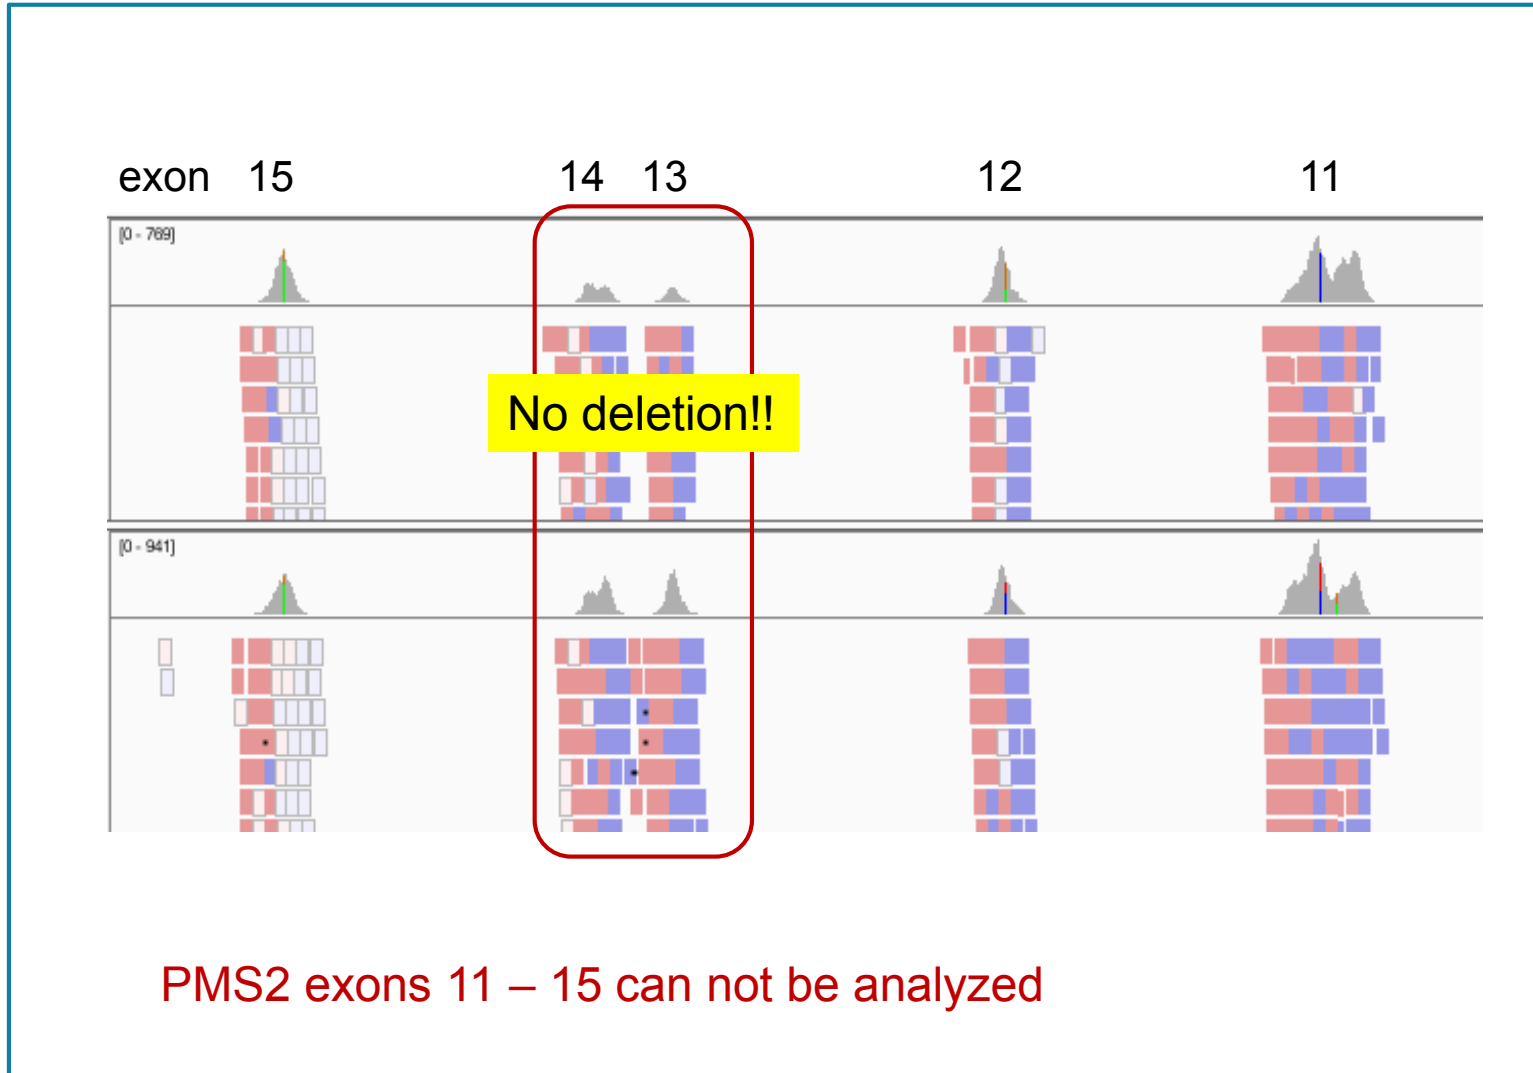 exon 15 14 13 12 11
[0 - 769]
No deletion!!
[0 - 941]
PMS2 exons 11 – 15 can not be analyzed